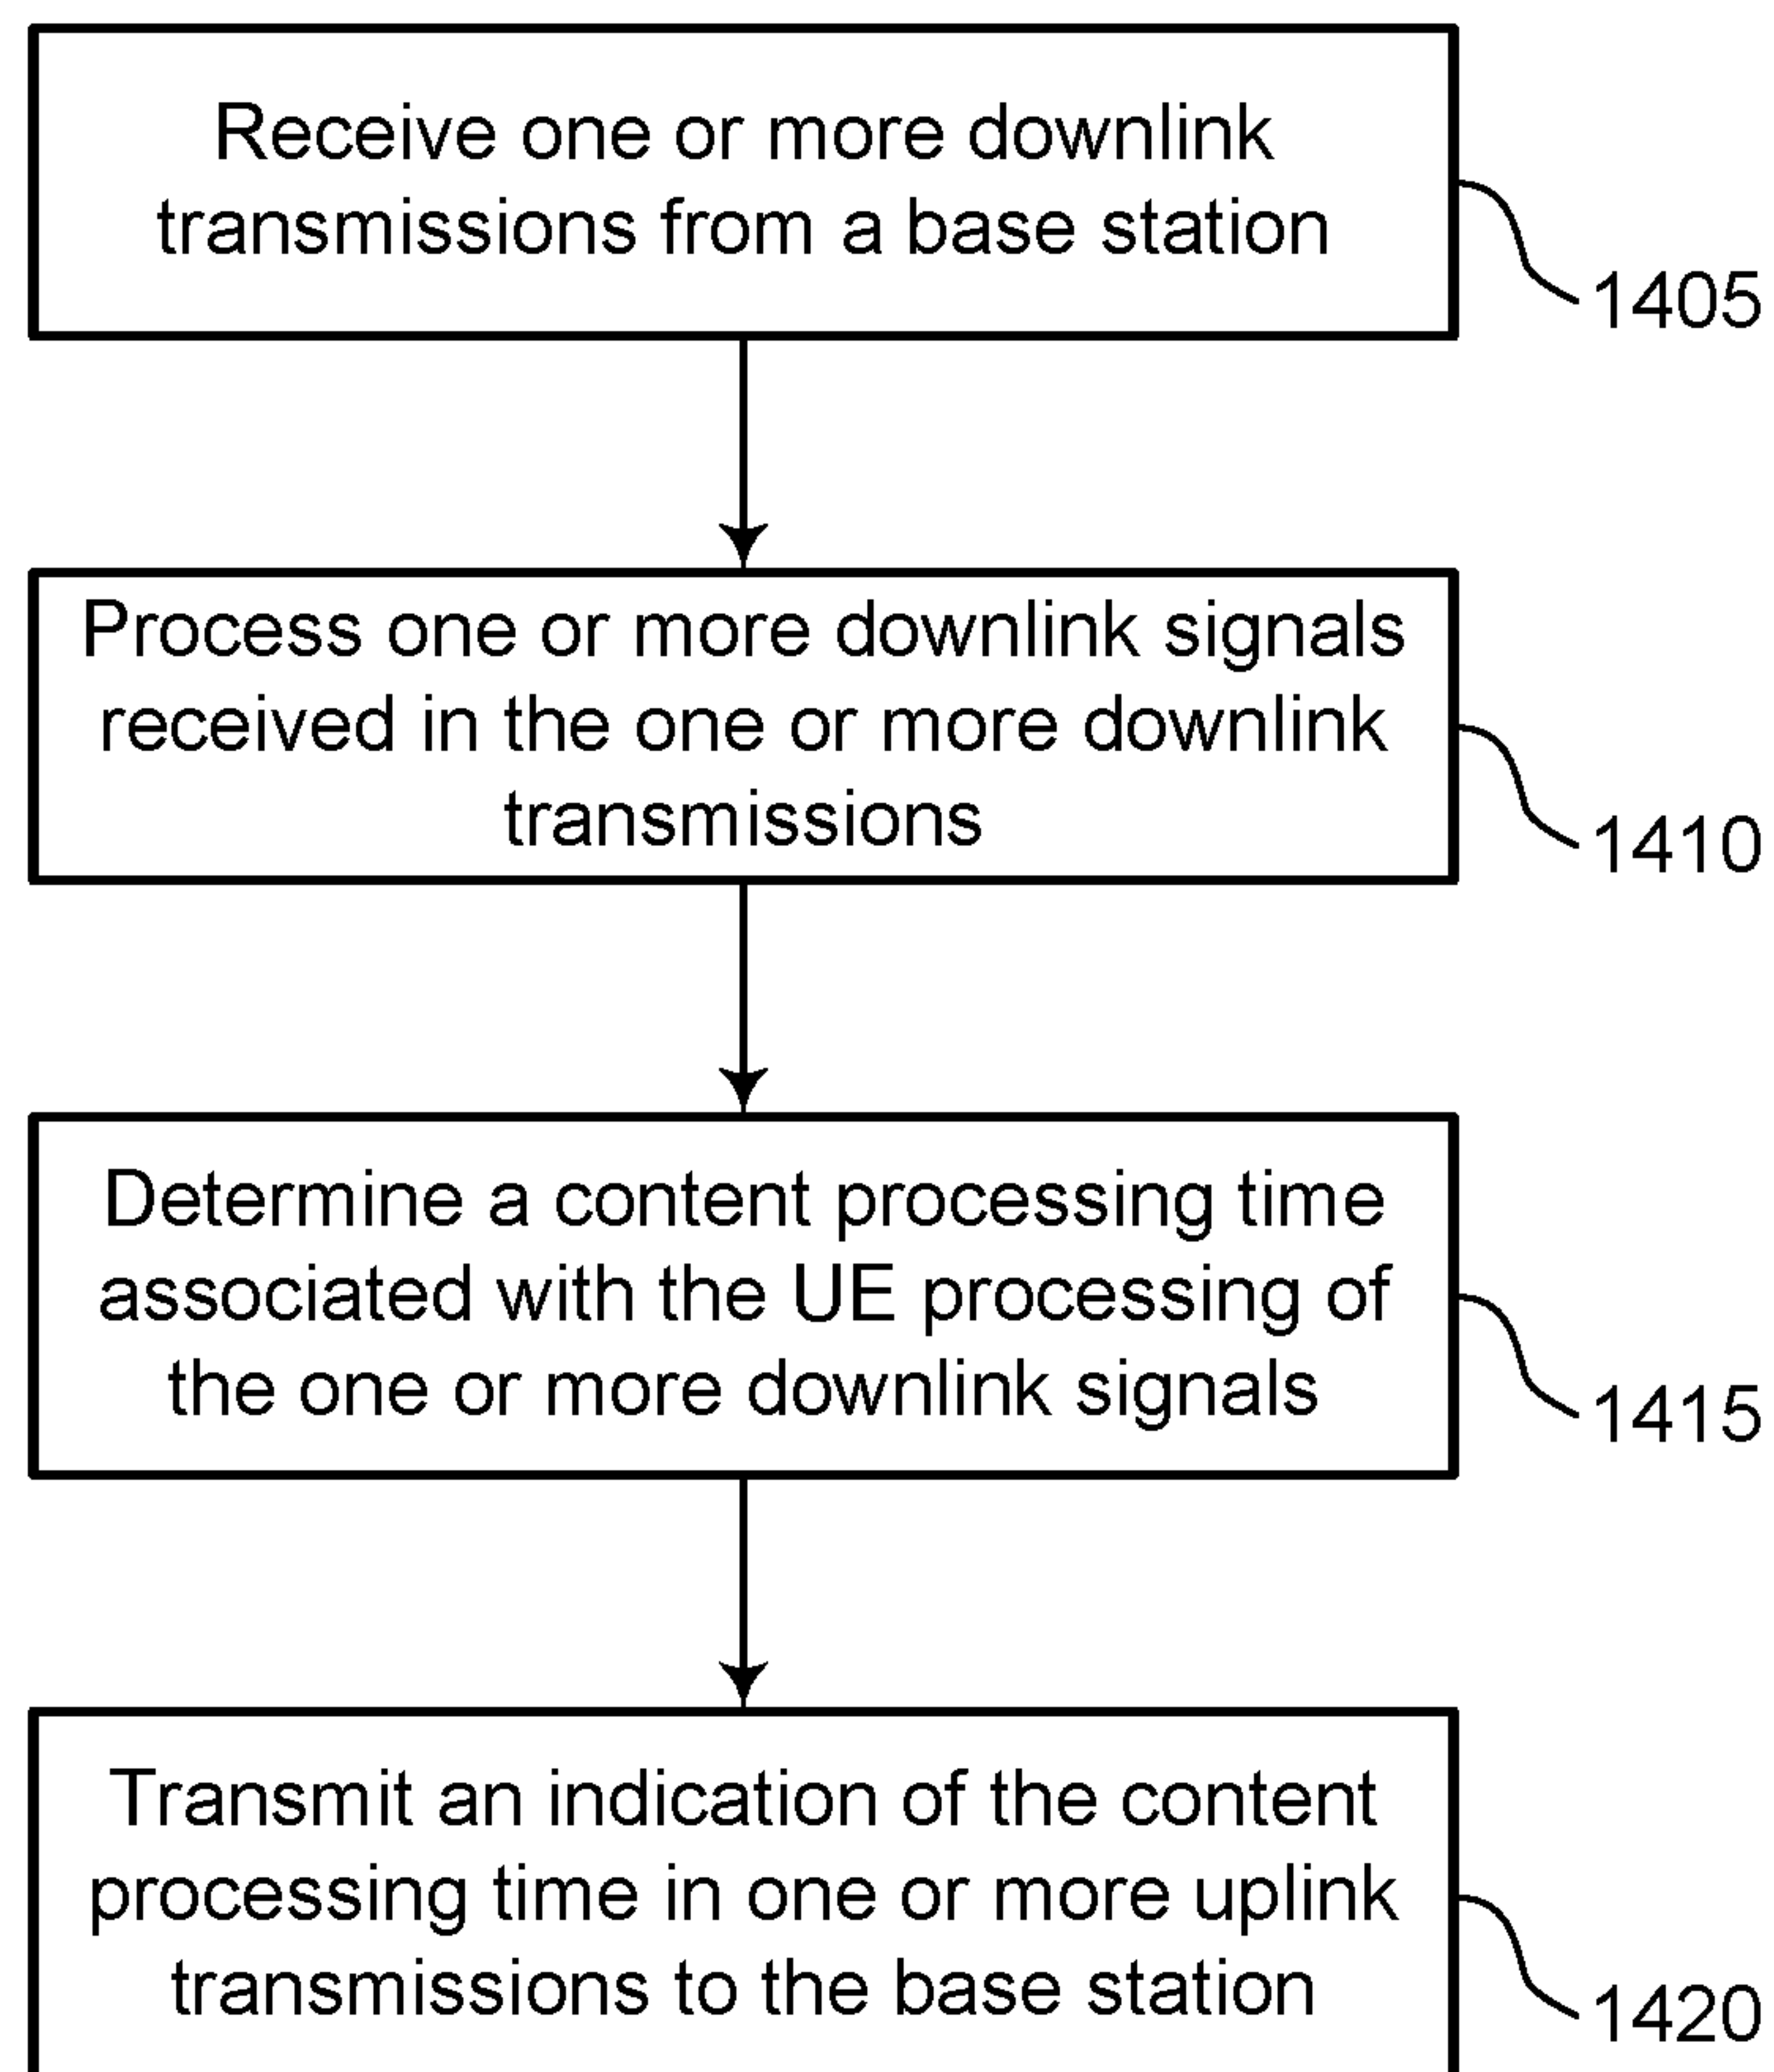 Receive one or more downlink
transmissions from a base station
1405
Process one or more downlink signals
received in the one or more downlink
transmissions
1410
Determine a content processing time
associated with the UE processing of
the one or more downlink signals
1415
Transmit an indication of the content
processing time in one or more uplink
transmissions to the base station
1420